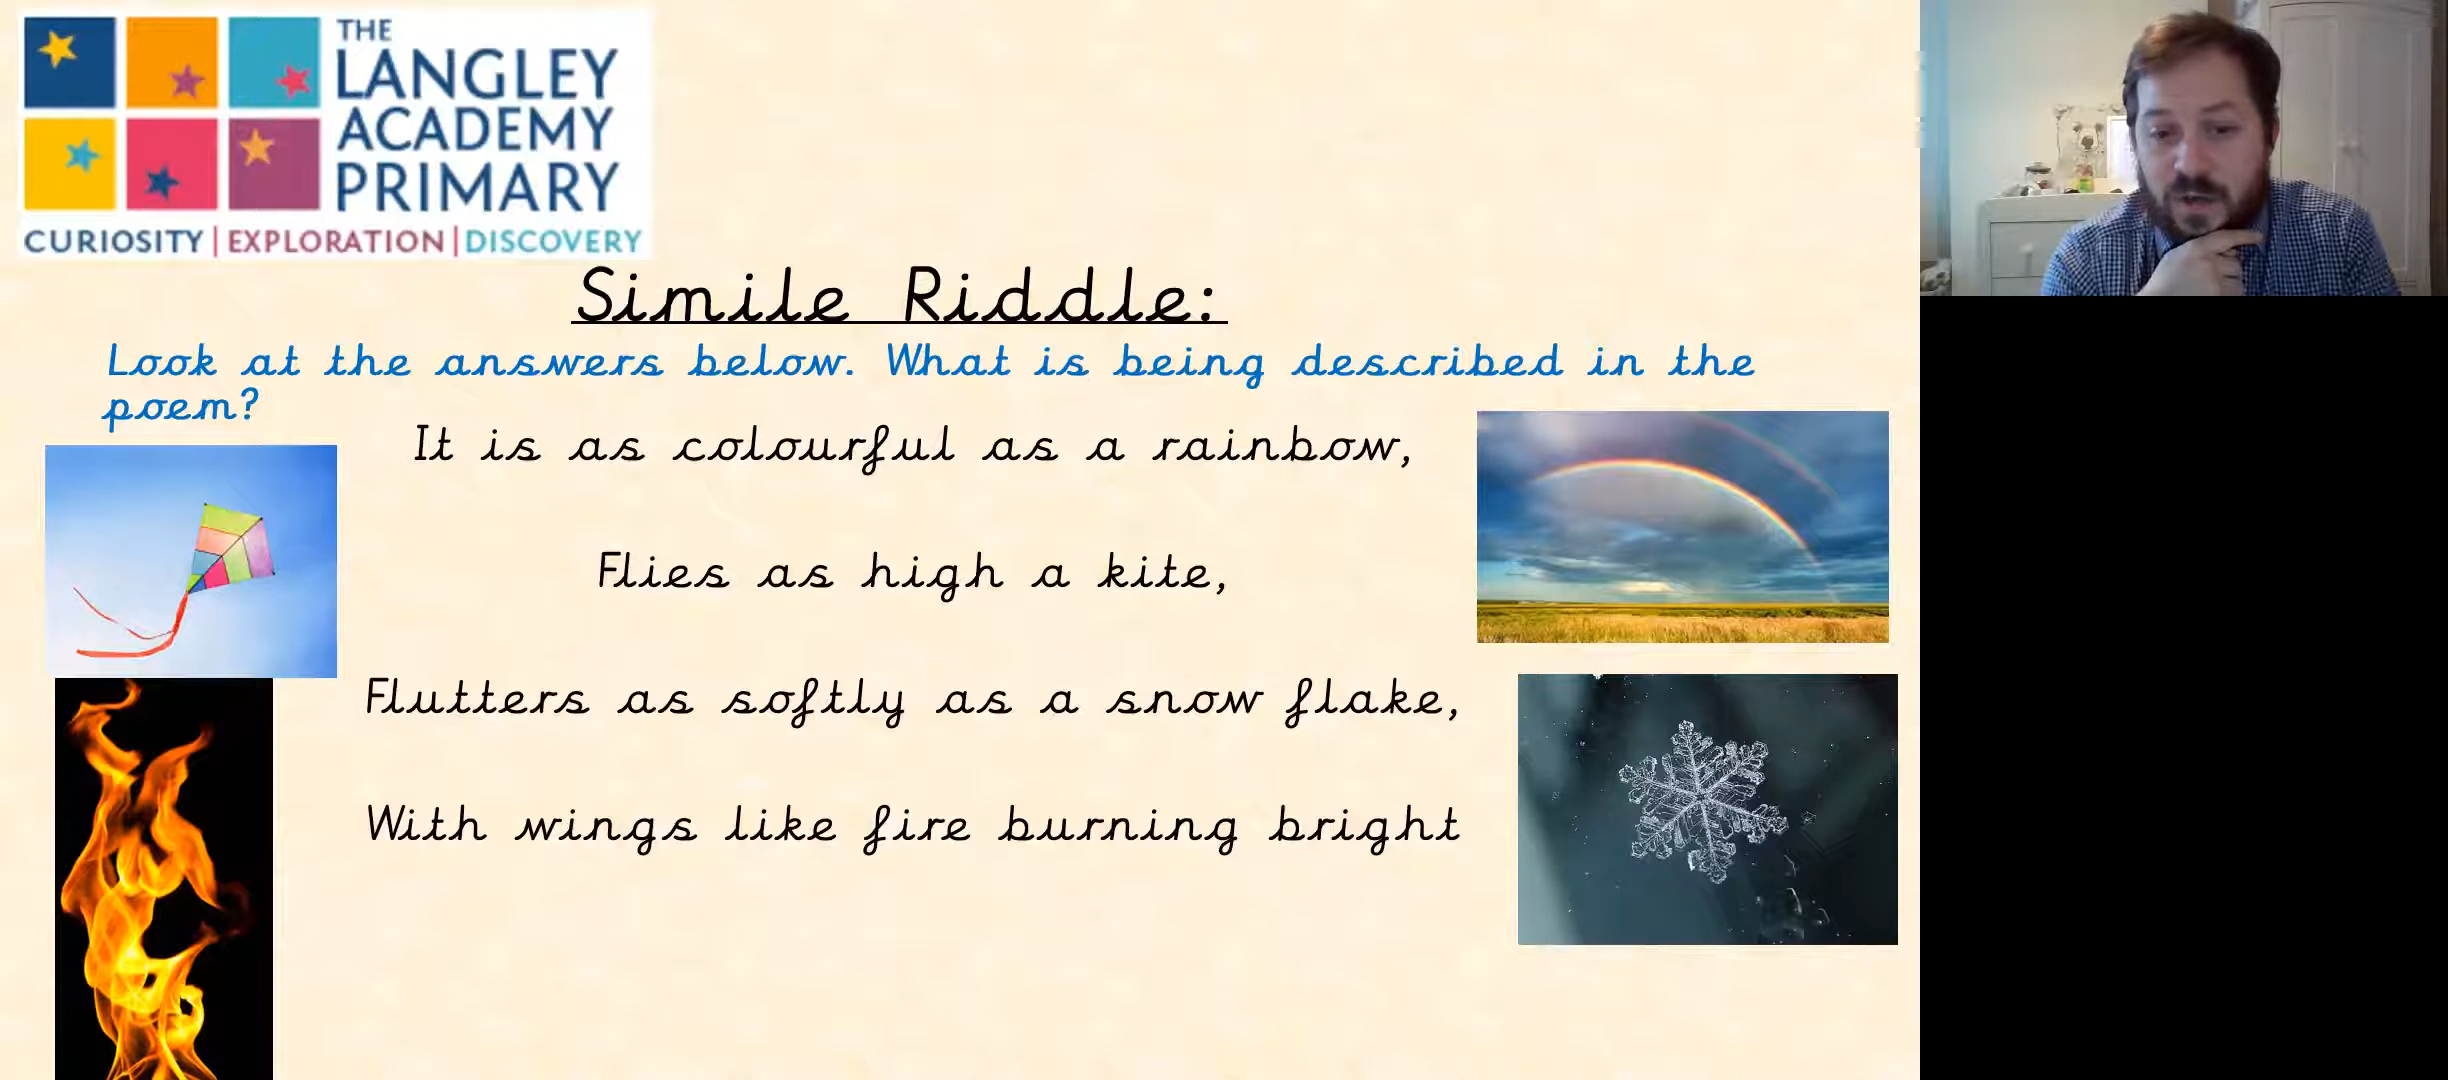 THE
LANGLEY
ACADEMY
PRIMARY
CURIOSITY | EXPLORATION | DISCOVERY
Simile Riddle:
Look at the answers below. What is being described in the
poem?
It is as colourful as a rainbow,
Flies as high a kite,
Flutters as softly as a snow flake,
With wings like fire burning bright